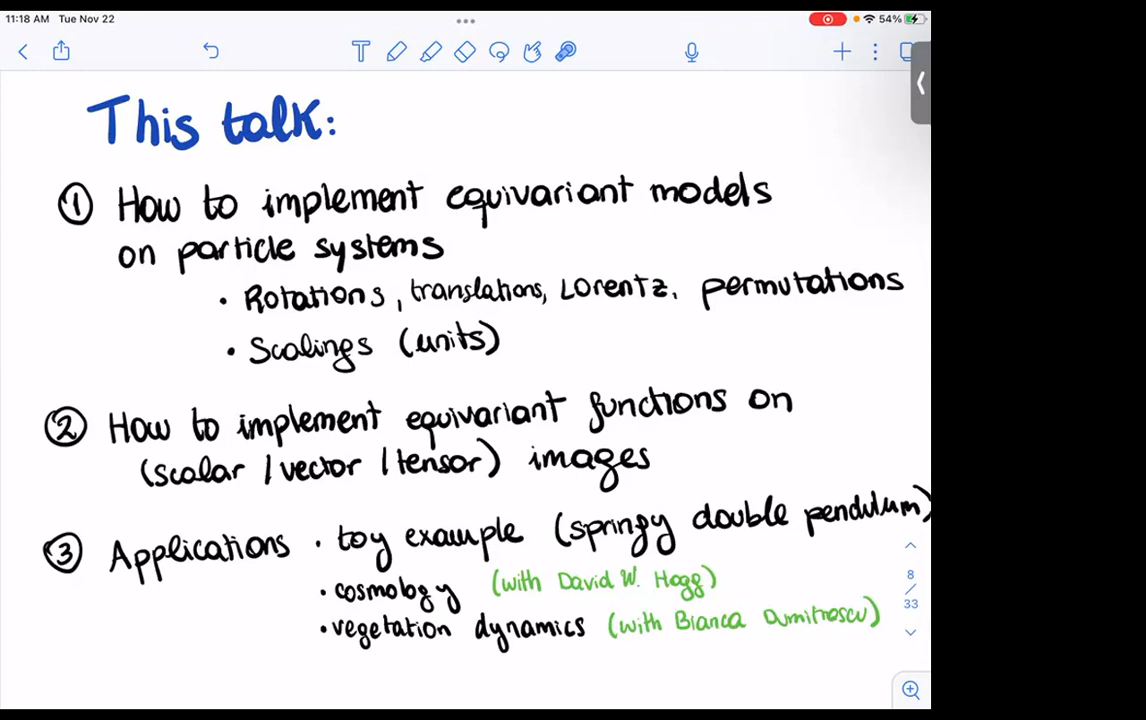 11:18 AM Tue Nov 22
54%
This talk:
① How to implement equivariant models
on particle systems
• Rotations, translations, Lorentz, permutations
• Scalings (units)
② How to implement equivariant functions on
(scalar / vector / tensor) images
③ Applications • toy example (springy double pendulum)
• cosmology (with David W. Hogg)
• vegetation dynamics (with Bianca Dumitrascu)
8
/
33